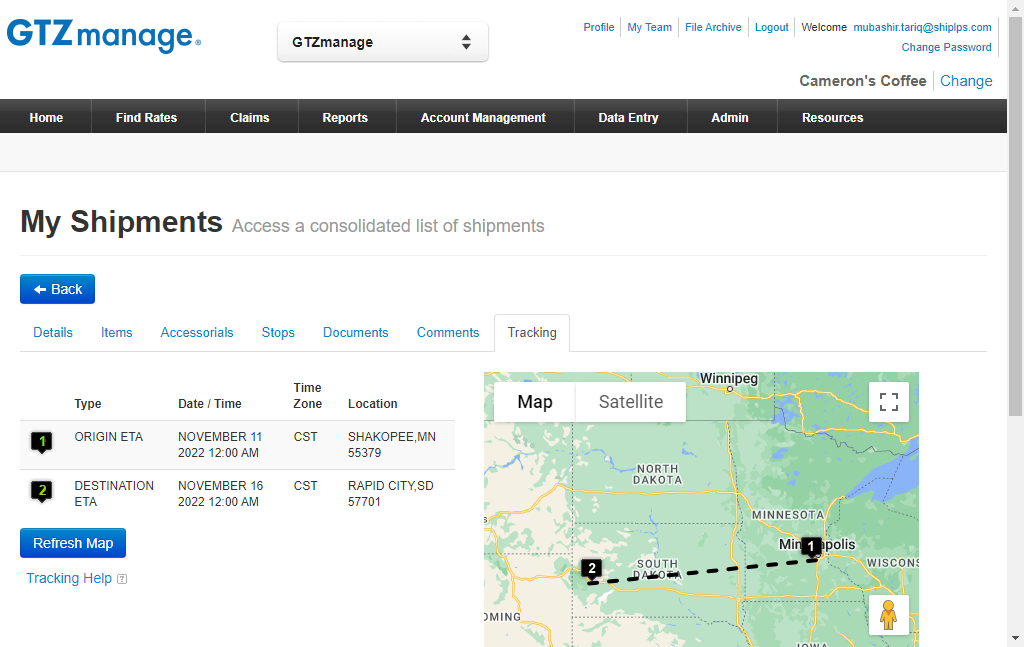 GTZmanage.
GTZmanage
Profile My Team File Archive Logout Welcome mubashir.tariq@shiplps.com
Change Password
Cameron's Coffee Change
Home Find Rates Claims Reports Account Management Data Entry Admin Resources
My Shipments Access a consolidated list of shipments
Back
Details Items Accessorials Stops Documents Comments Tracking
Type Date / Time Time Zone Location
1 ORIGIN ETA NOVEMBER 11 CST SHAKOPEE,MN
2022 12:00 AM 55379
2 DESTINATION NOVEMBER 16 CST RAPID CITY,SD
ETA 2022 12:00 AM 57701
Refresh Map
Tracking Help ?
Map Satellite
Winnipeg
NORTH
DAKOTA
MINNESOTA
1
Minneapolis
WISCONS
2
SOUTH
DAKOTA
OMING
IOWA